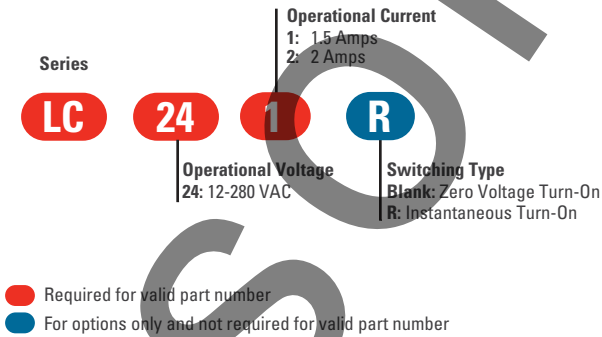 Operational Current
1: 1.5 Amps
2: 2 Amps
Series
LC 24 1 R
Operational Voltage
24: 12-280 VAC
Switching Type
Blank: Zero Voltage Turn-On
R: Instantaneous Turn-On
Required for valid part number
For options only and not required for valid part number